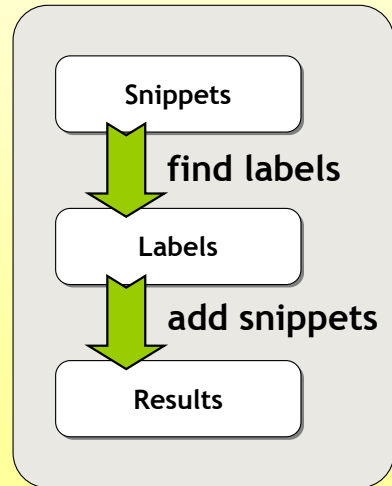 Snippets
find labels
Labels
add snippets
Results